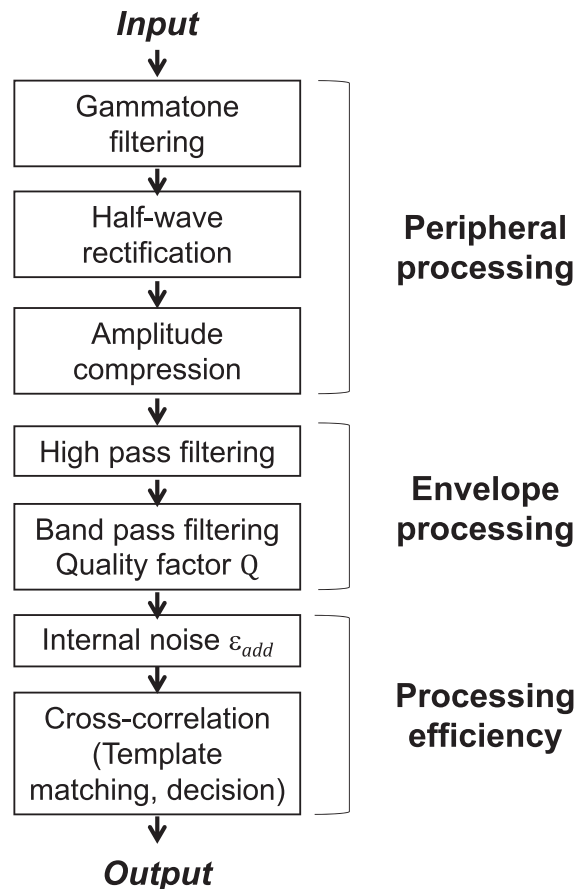 Input
Gammatone
filtering
Half-wave
rectification
Amplitude
compression
Peripheral
processing
High pass filtering
Band pass filtering
Quality factor Q
Envelope
processing
Internal noise ε_add
Cross-correlation
(Template
matching, decision)
Processing
efficiency
Output